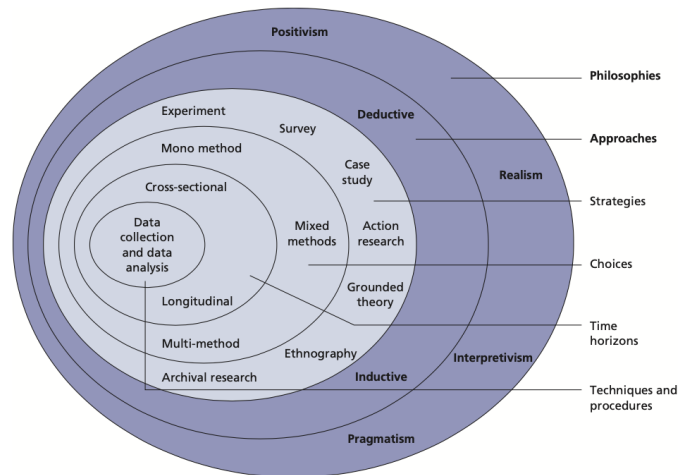 Positivism
Philosophies
Experiment
Deductive
Survey
Approaches
Mono method
Case
study
Realism
Cross-sectional
Strategies
Data
collection
and data
analysis
Mixed
methods
Action
research
Choices
Longitudinal
Grounded
theory
Time
horizons
Multi-method
Ethnography
Interpretivism
Archival research
Inductive
Techniques and
procedures
Pragmatism